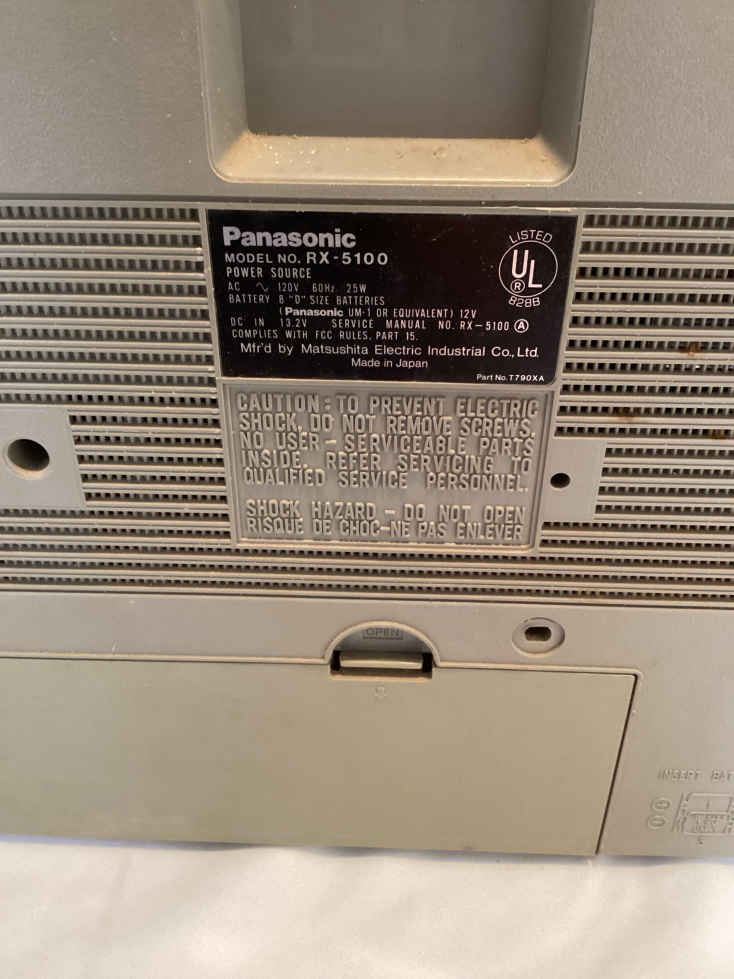 Panasonic
MODEL NO. RX-5100
POWER SOURCE
AC ∿ 120V 60Hz 25W
BATTERY 8 "D" SIZE BATTERIES
(Panasonic UM-1 OR EQUIVALENT) 12V
DC IN 13.2V SERVICE MANUAL NO. RX-5100 Ⓐ
COMPLIES WITH FCC RULES, PART 15.
Mfr'd by Matsushita Electric Industrial Co., Ltd.
Made in Japan
Part No. T790XA
LISTED
UL
®
828B
CAUTION: TO PREVENT ELECTRIC
SHOCK, DO NOT REMOVE SCREWS.
NO USER-SERVICEABLE PARTS
INSIDE. REFER SERVICING TO
QUALIFIED SERVICE PERSONNEL.
SHOCK HAZARD - DO NOT OPEN
RISQUE DE CHOC-NE PAS ENLEVER
OPEN
INSERT BAT